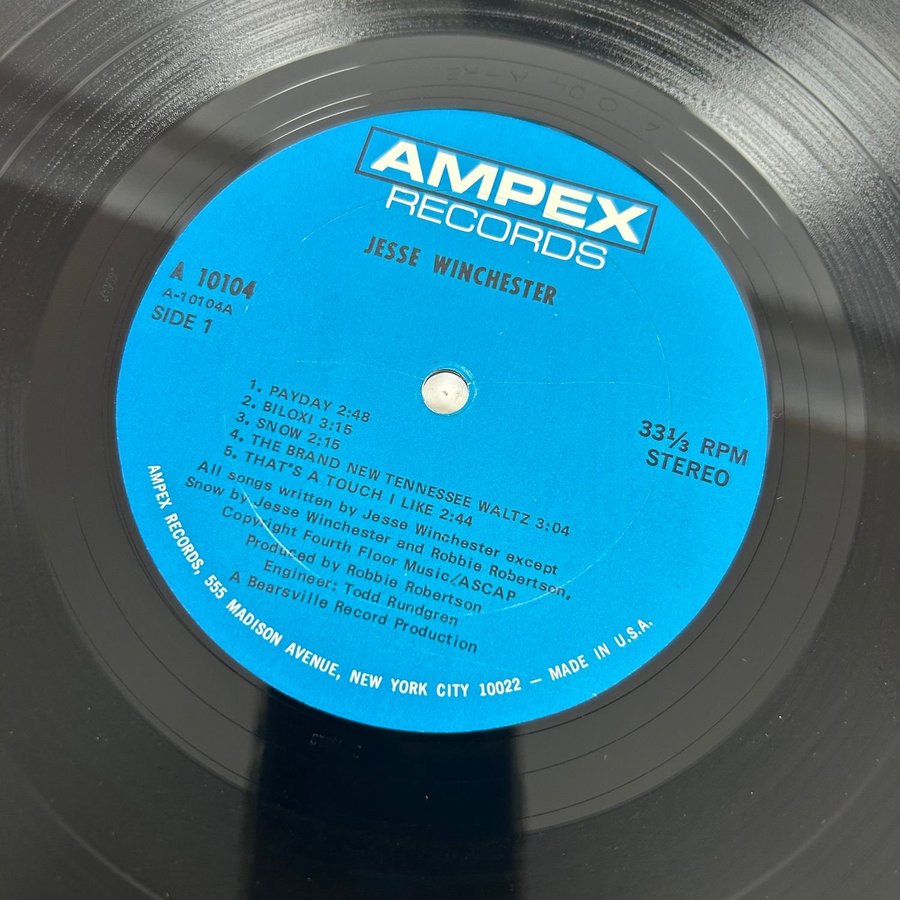 AMPEX
RECORDS
JESSE WINCHESTER
A 10104
A-10104A
SIDE 1
33⅓ RPM
STEREO
1. PAYDAY 2:48
2. BILOXI 3:15
3. SNOW 2:15
4. THE BRAND NEW TENNESSEE WALTZ 3:04
5. THAT'S A TOUCH I LIKE 2:44
All songs written by Jesse Winchester except
Snow by Jesse Winchester and Robbie Robertson,
Copyright Fourth Floor Music/ASCAP
Produced by Robbie Robertson
Engineer: Todd Rundgren
A Bearsville Record Production
AMPEX RECORDS, 555 MADISON AVENUE, NEW YORK CITY 10022 – MADE IN U.S.A.